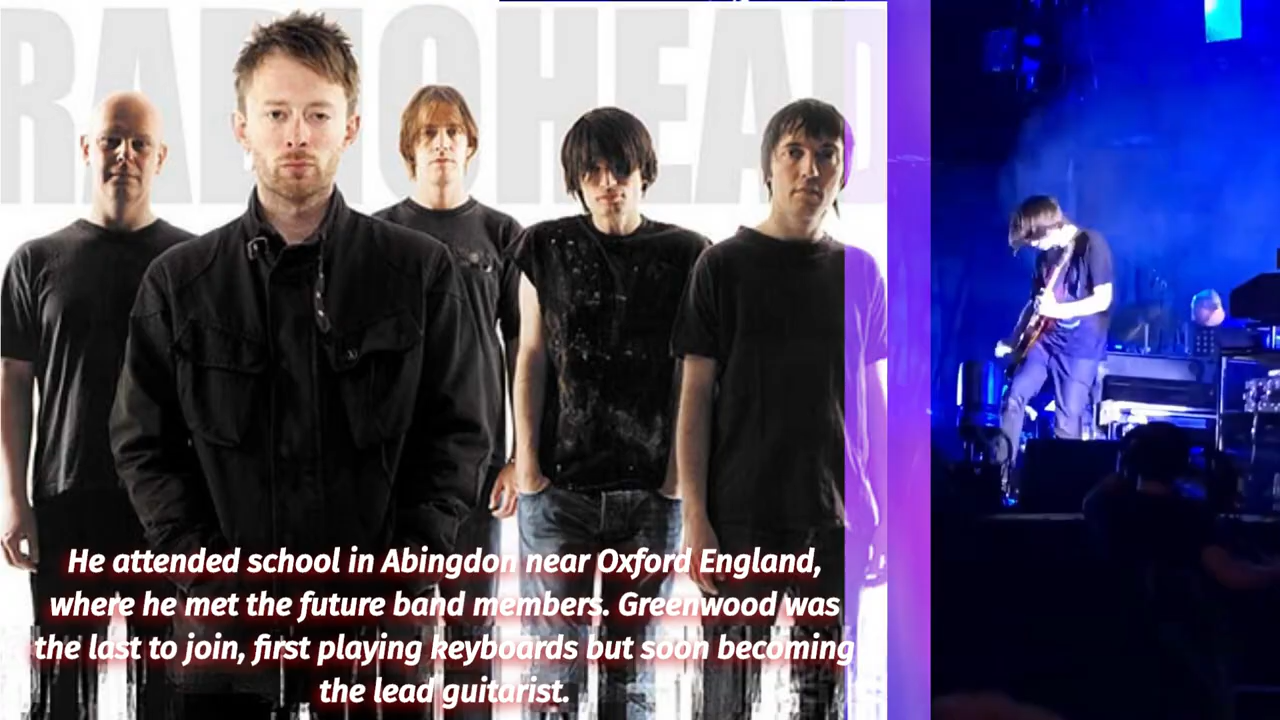 RADIOHEAD
He attended school in Abingdon near Oxford England,
where he met the future band members. Greenwood was
the last to join, first playing keyboards but soon becoming
the lead guitarist.